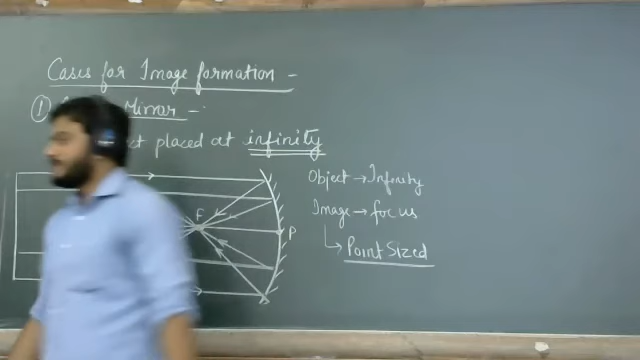 Cases for Image formation -
① Mirror -
placed at infinity
Object → Infinity
Image → focus
↳ Point Sized
F
P